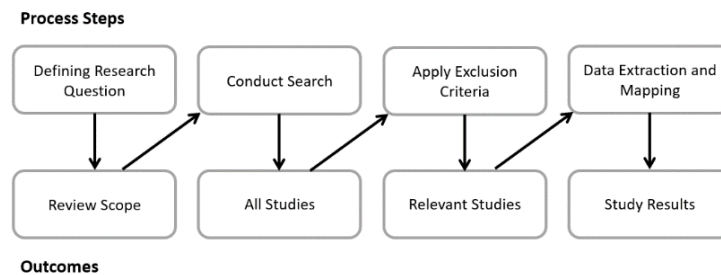 Process Steps
Defining Research
Question
Conduct Search
Apply Exclusion
Criteria
Data Extraction and
Mapping
Review Scope
All Studies
Relevant Studies
Study Results
Outcomes